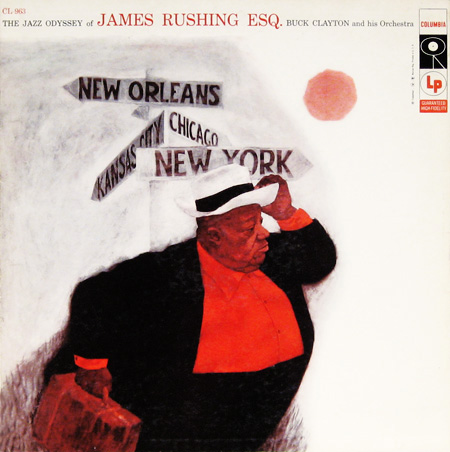 CL 963
THE JAZZ ODYSSEY of JAMES RUSHING ESQ. BUCK CLAYTON and his Orchestra
COLUMBIA
Lp
GUARANTEED
HIGH FIDELITY
NEW ORLEANS
KANSAS CITY
CHICAGO
NEW YORK